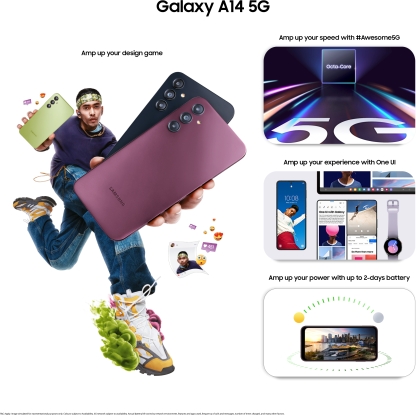 Galaxy A14 5G
Amp up your design game
SAMSUNG
Amp up your speed with #Awesome5G
Octa-Core
5G
Amp up your experience with One UI
Amp up your power with up to 2-days battery